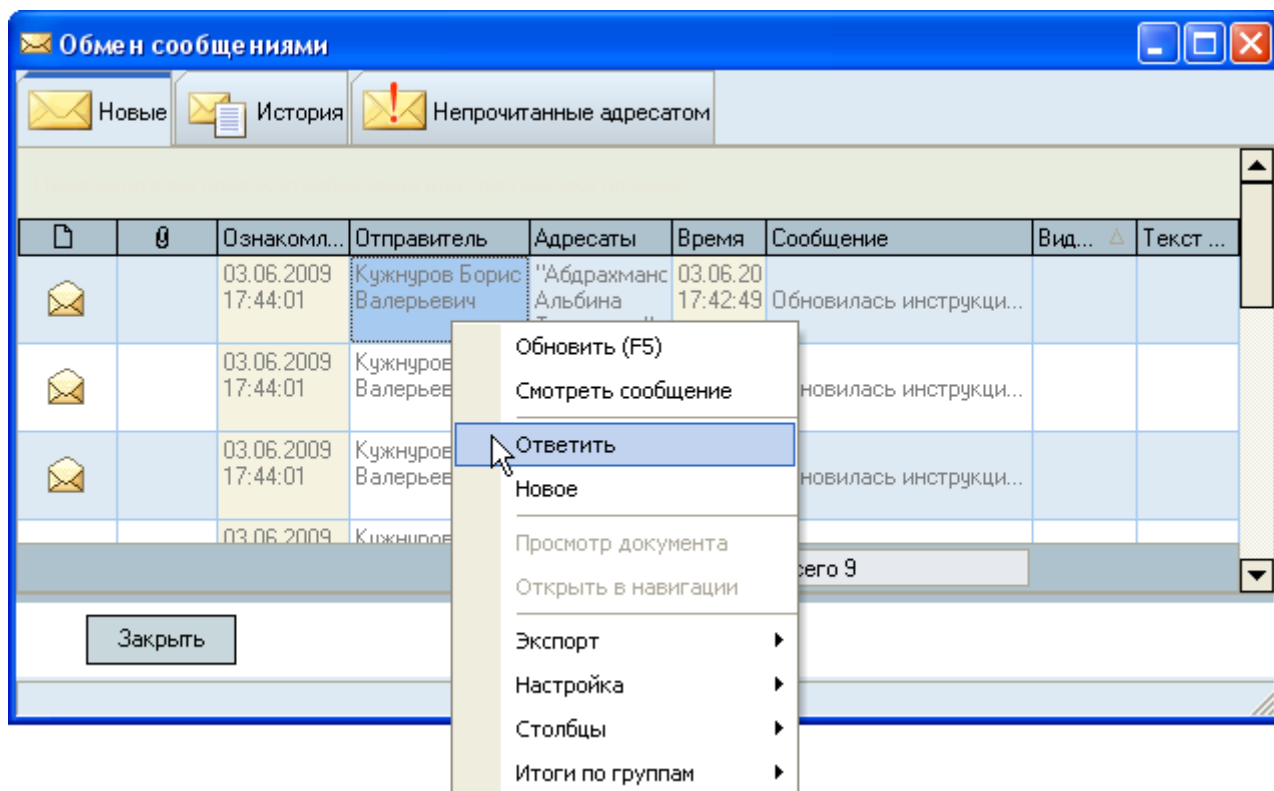 Обмен сообщениями
Новые История Непрочитанные адресатом
Ознакомл... Отправитель Адресаты Время Сообщение Вид... Текст ...
03.06.2009 Кужнуров Борис "Абдрахманс 03.06.20
17:44:01 Валерьевич Альбина 17:42:49 Обновилась инструкци...
Обновить (F5)
03.06.2009 Кужнуров
17:44:01 Валерьев Смотреть сообщение новилась инструкци...
Ответить
03.06.2009 Кужнуров
17:44:01 Валерьев новилась инструкци...
Новое
03.06.2009 Кужнуров
Просмотр документа
сего 9
Открыть в навигации
Закрыть Экспорт
Настройка
Столбцы
Итоги по группам